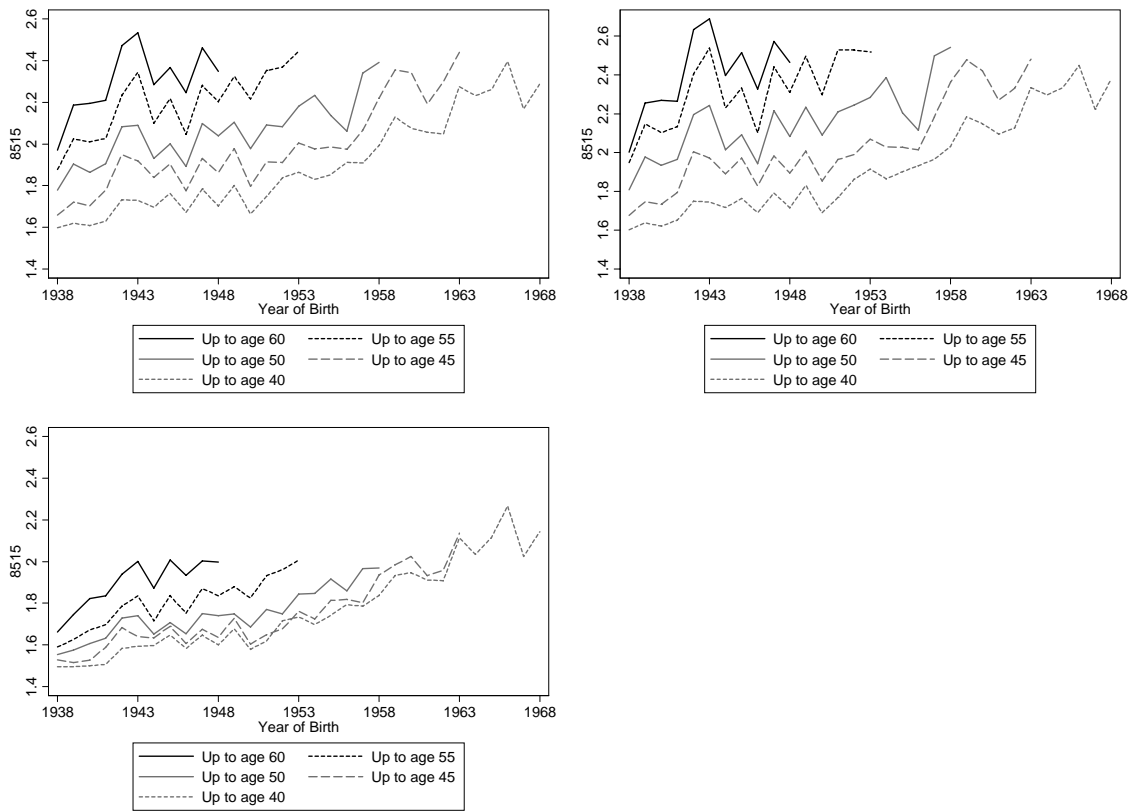 2.6
2.4
2.2
2
1.8
1.6
1.4
8515
1938 1943 1948 1953 1958 1963 1968
Year of Birth
Up to age 60 Up to age 55
Up to age 50 Up to age 45
Up to age 40
2.6
2.4
2.2
2
1.8
1.6
1.4
8515
1938 1943 1948 1953 1958 1963 1968
Year of Birth
Up to age 60 Up to age 55
Up to age 50 Up to age 45
Up to age 40
2.6
2.4
2.2
2
1.8
1.6
1.4
8515
1938 1943 1948 1953 1958 1963 1968
Year of Birth
Up to age 60 Up to age 55
Up to age 50 Up to age 45
Up to age 40